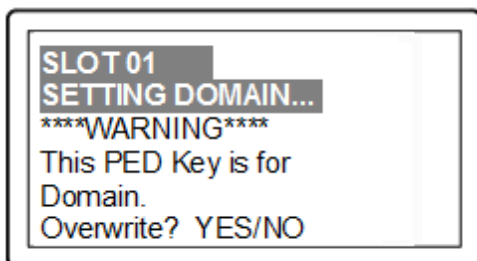 SLOT 01
SETTING DOMAIN...
****WARNING****
This PED Key is for
Domain.
Overwrite? YES/NO